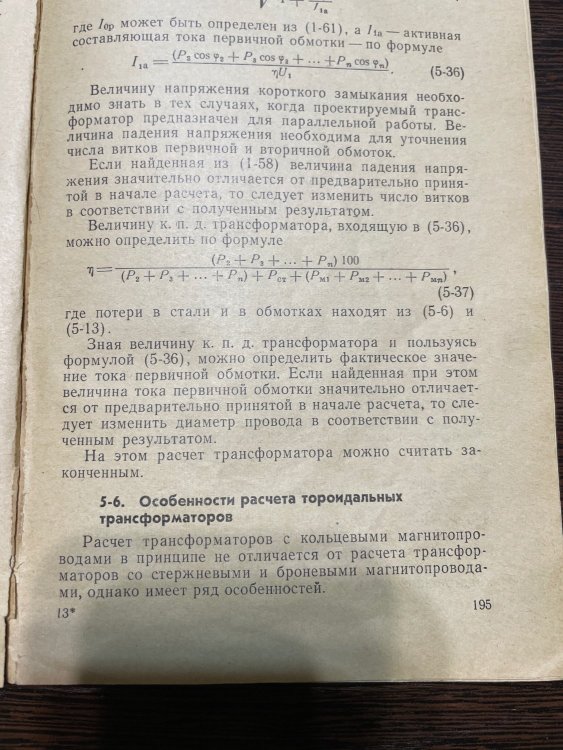 где I₀ₚ может быть определен из (1-61), а I₁ₐ — активная
составляющая тока первичной обмотки — по формуле
I₁ₐ = (P₂ cos φ₂ + P₃ cos φ₃ + ... + Pₙ cos φₙ) / ηU₁. (5-36)
Величину напряжения короткого замыкания необхо-
димо знать в тех случаях, когда проектируемый транс-
форматор предназначен для параллельной работы. Ве-
личина падения напряжения необходима для уточнения
числа витков первичной и вторичной обмоток.
Если найденная из (1-58) величина падения напря-
жения значительно отличается от предварительно приня-
той в начале расчета, то следует изменить число витков
в соответствии с полученным результатом.
Величину к. п. д. трансформатора, входящую в (5-36),
можно определить по формуле
η = (P₂ + P₃ + ... + Pₙ) 100 / (P₂ + P₃ + ... + Pₙ) + Pст + (Pм1 + Pм2 + ... + Pмn),
(5-37)
где потери в стали и в обмотках находят из (5-6) и
(5-13).
Зная величину к. п. д. трансформатора и пользуясь
формулой (5-36), можно определить фактическое значе-
ние тока первичной обмотки. Если найденная при этом
величина тока первичной обмотки значительно отличает-
ся от предварительно принятой в начале расчета, то сле-
дует изменить диаметр провода в соответствии с полу-
ченным результатом.
На этом расчет трансформатора можно считать за-
конченным.
5-6. Особенности расчета тороидальных
трансформаторов
Расчет трансформаторов с кольцевыми магнитопро-
водами в принципе не отличается от расчета трансфор-
маторов со стержневыми и броневыми магнитопровода-
ми, однако имеет ряд особенностей.
13*
195